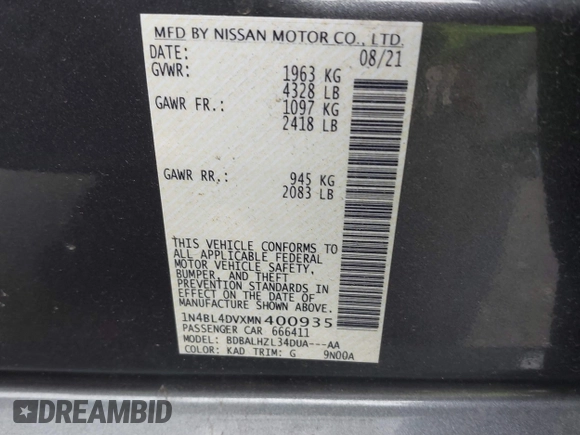 MFD BY NISSAN MOTOR CO., LTD.
DATE: 08/21
GVWR: 1963 KG
4328 LB
GAWR FR.: 1097 KG
2418 LB
GAWR RR.: 945 KG
2083 LB
THIS VEHICLE CONFORMS TO
ALL APPLICABLE FEDERAL
MOTOR VEHICLE SAFETY,
BUMPER, AND THEFT
PREVENTION STANDARDS IN
EFFECT ON THE DATE OF
MANUFACTURE SHOWN ABOVE.
1N4BL4DVXMN400935
PASSENGER CAR 666411
MODEL: BDBALHZL34DUA---AA
COLOR: KAD TRIM: G 9N00A
DREAMBID